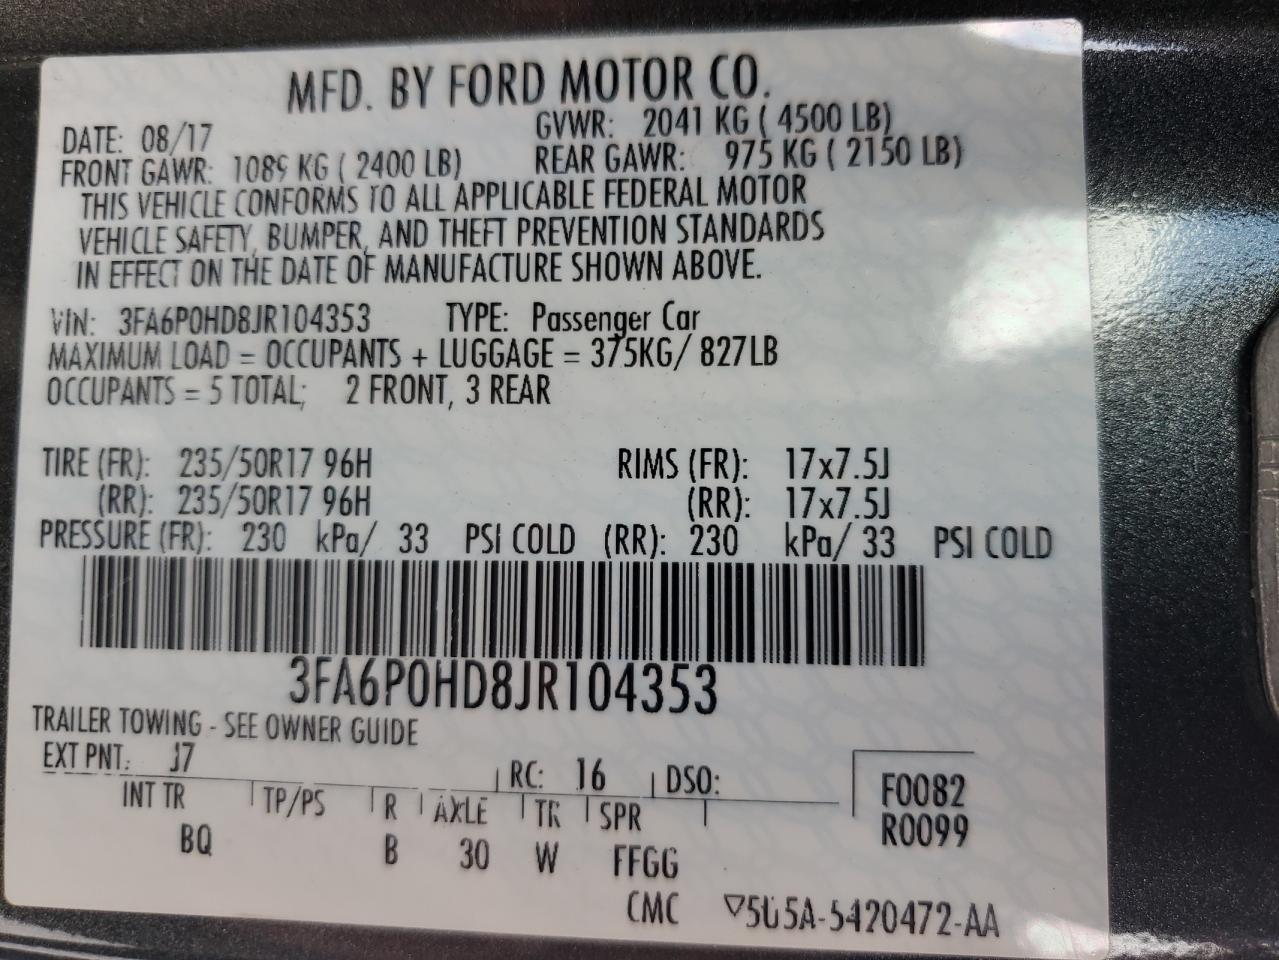 MFD. BY FORD MOTOR CO.
DATE: 08/17 GVWR: 2041 KG ( 4500 LB)
FRONT GAWR: 1089 KG ( 2400 LB) REAR GAWR: 975 KG ( 2150 LB)
THIS VEHICLE CONFORMS TO ALL APPLICABLE FEDERAL MOTOR
VEHICLE SAFETY, BUMPER, AND THEFT PREVENTION STANDARDS
IN EFFECT ON THE DATE OF MANUFACTURE SHOWN ABOVE.
VIN: 3FA6P0HD8JR104353 TYPE: Passenger Car
MAXIMUM LOAD = OCCUPANTS + LUGGAGE = 375KG/ 827LB
OCCUPANTS = 5 TOTAL; 2 FRONT, 3 REAR
TIRE (FR): 235/50R17 96H RIMS (FR): 17x7.5J
(RR): 235/50R17 96H (RR): 17x7.5J
PRESSURE (FR): 230 kPa/ 33 PSI COLD (RR): 230 kPa/ 33 PSI COLD
3FA6P0HD8JR104353
TRAILER TOWING - SEE OWNER GUIDE
EXT PNT: J7 RC: 16 DSO: F0082
INT TR TP/PS R AXLE TR SPR R0099
BQ B 30 W FFGG
CMC ▽5U5A-5420472-AA